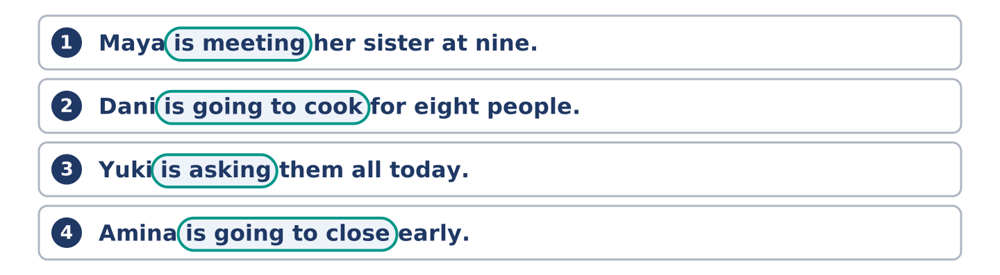 1 Maya is meeting her sister at nine.
2 Dani is going to cook for eight people.
3 Yuki is asking them all today.
4 Amina is going to close early.